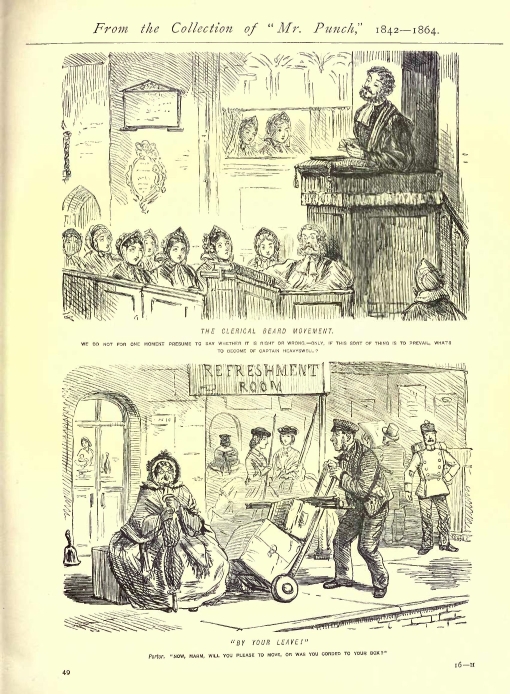 From the Collection of "Mr. Punch," 1842—1864.
THE CLERICAL BEARD MOVEMENT.
WE DO NOT FOR ONE MOMENT PRESUME TO SAY WHETHER IT IS RIGHT OR WRONG.—ONLY, IF THIS SORT OF THING IS TO PREVAIL, WHAT'S
TO BECOME OF CAPTAIN HEAVYSWELL?
REFRESHMENT
ROOM
"BY YOUR LEAVE!"
Porter. "NOW, MARM, WILL YOU PLEASE TO MOVE, OR WAS YOU CORDED TO YOUR BOX?"
49
16—II